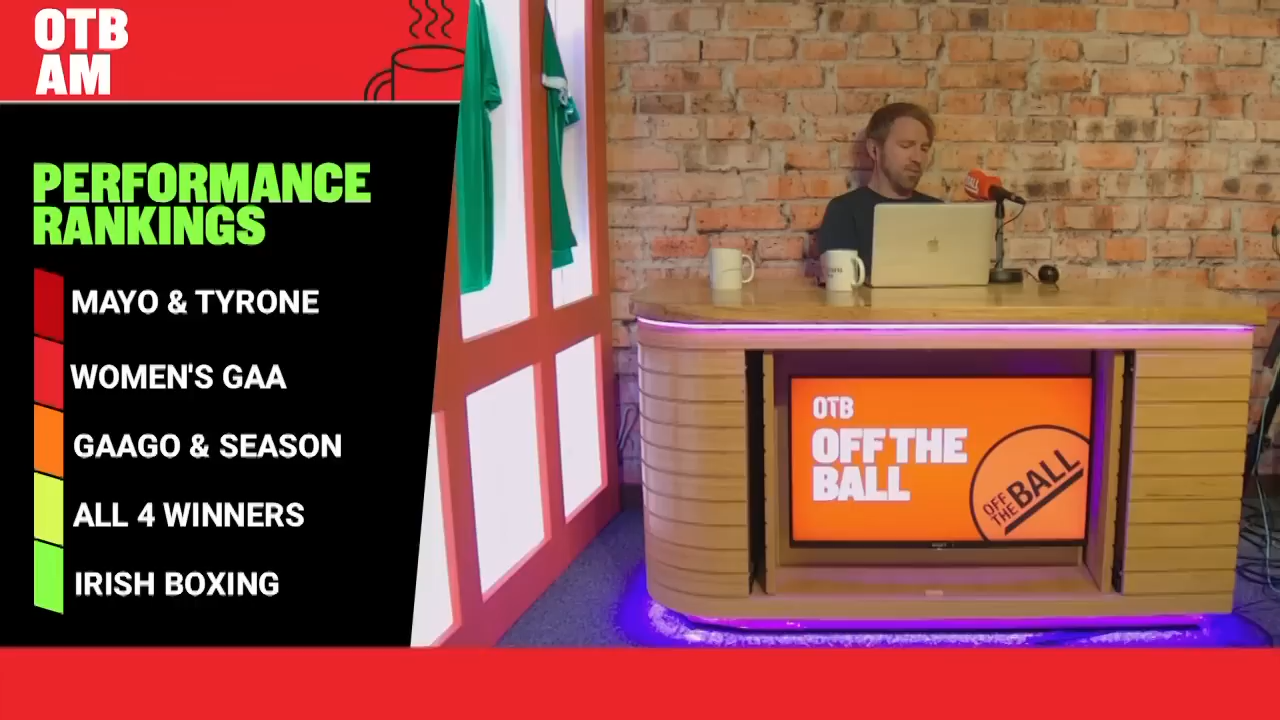 OTB
AM
PERFORMANCE
RANKINGS
MAYO & TYRONE
WOMEN'S GAA
GAAGO & SEASON
ALL 4 WINNERS
IRISH BOXING
OTB
OFF THE
BALL
OFF
THE BALL